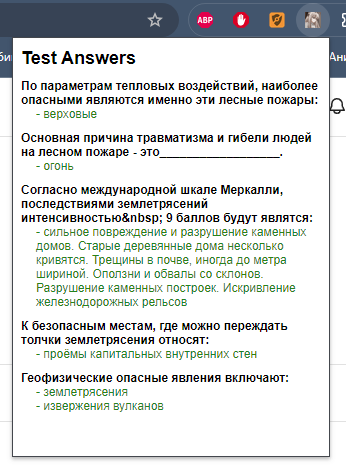 ABP
би
Ани
Test Answers
По параметрам тепловых воздействий, наиболее
опасными являются именно эти лесные пожары:
- верховые
Основная причина травматизма и гибели людей
на лесном пожаре - это__________________.
- огонь
Согласно международной шкале Меркалли,
последствиями землетрясений
интенсивностью&nbsp; 9 баллов будут являтся:
- сильное повреждение и разрушение каменных
домов. Старые деревянные дома несколько
кривятся. Трещины в почве, иногда до метра
шириной. Оползни и обвалы со склонов.
Разрушение каменных построек. Искривление
железнодорожных рельсов
К безопасным местам, где можно переждать
толчки землетрясения относят:
- проёмы капитальных внутренних стен
Геофизические опасные явления включают:
- землетрясения
- извержения вулканов